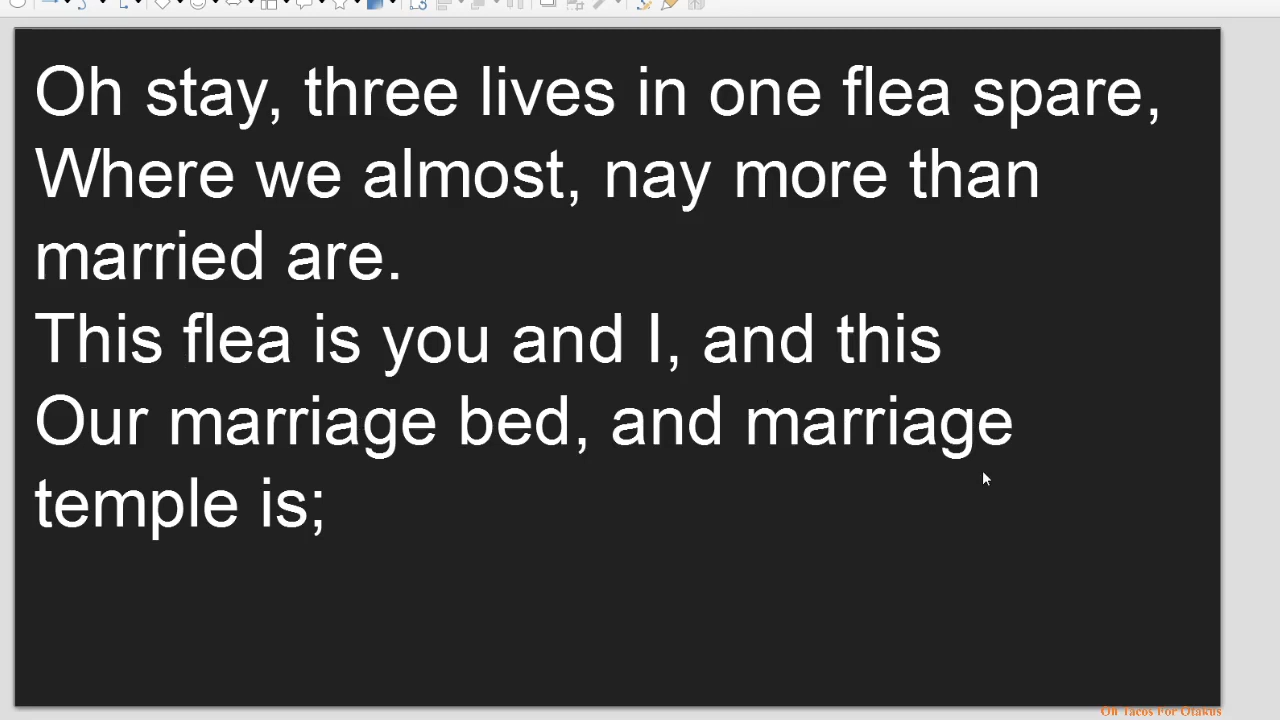 Oh stay, three lives in one flea spare,
Where we almost, nay more than
married are.
This flea is you and I, and this
Our marriage bed, and marriage
temple is;
On Tacos For Otakus